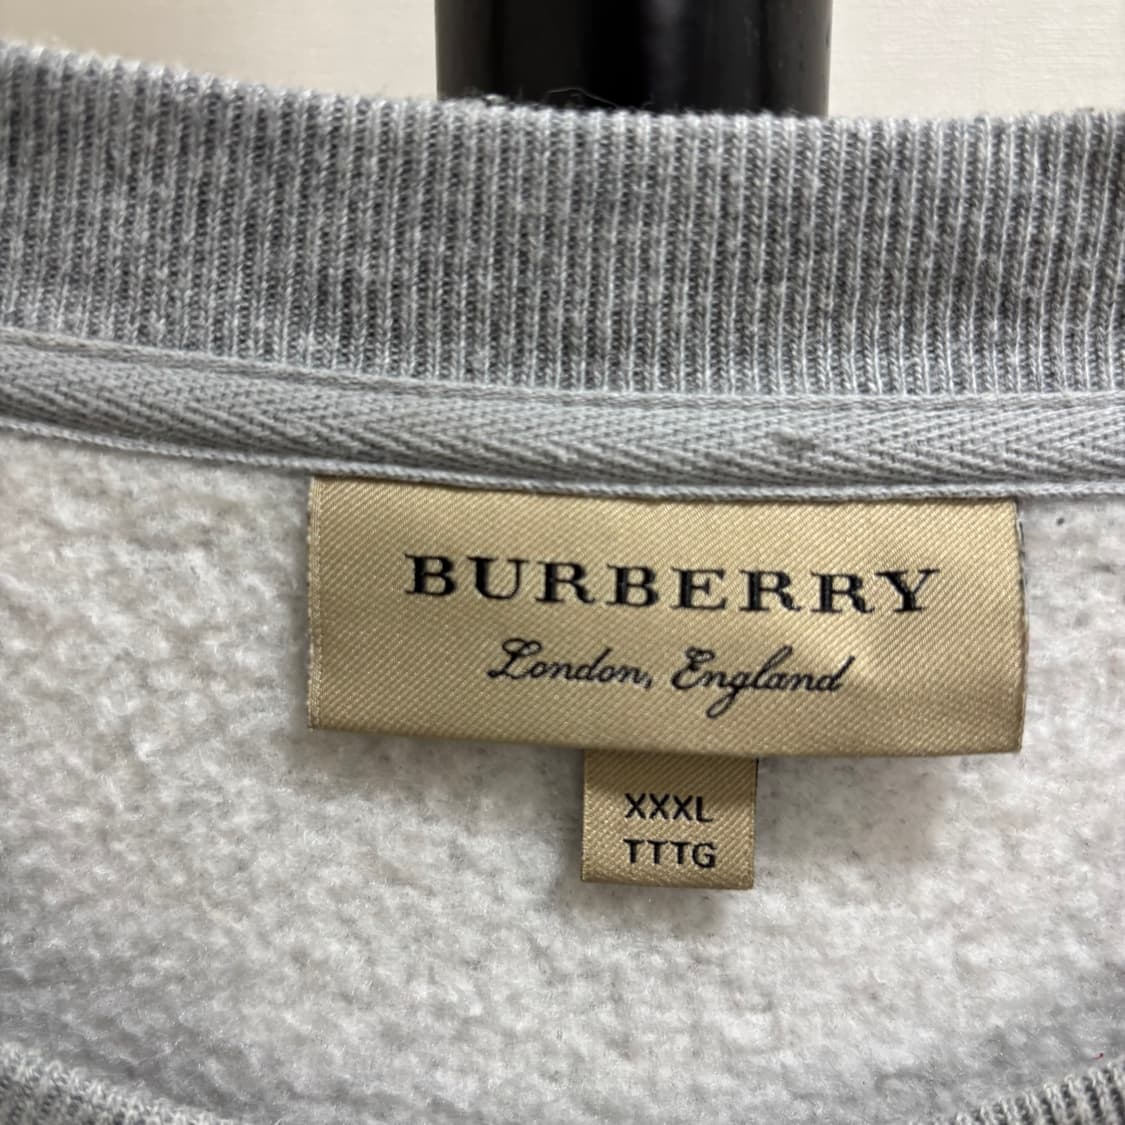 BURBERRY
London, England
XXXL
TTTG